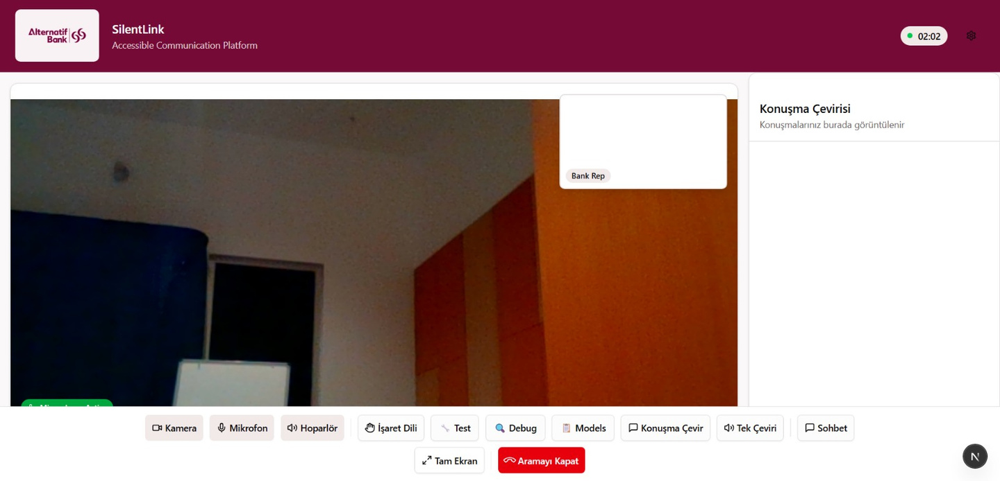 Alternatif
Bank
SilentLink
Accessible Communication Platform
02:02
Bank Rep
Konuşma Çevirisi
Konuşmalarınız burada görüntülenir
Kamera
Mikrofon
Hoparlör
İşaret Dili
Test
Debug
Models
Konuşma Çevir
Tek Çeviri
Sohbet
Tam Ekran
Aramayı Kapat
N